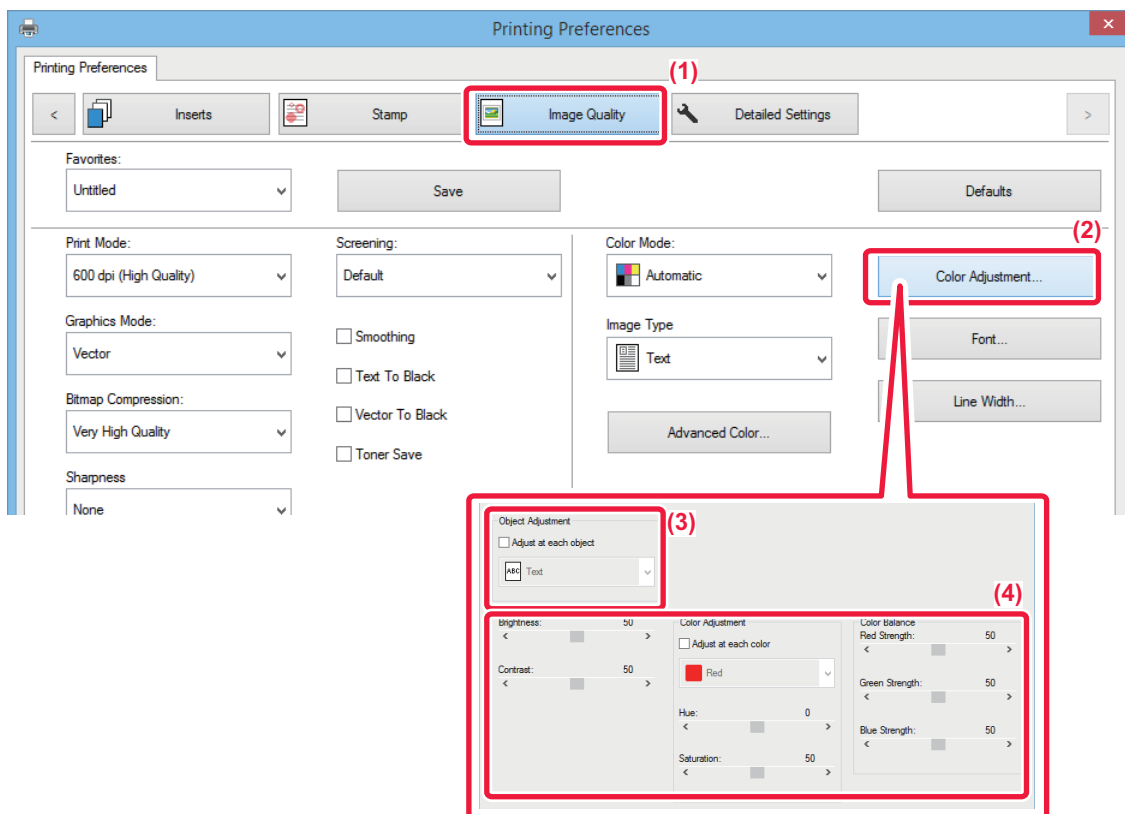 Printing Preferences
×
Printing Preferences
(1)
< Inserts Stamp Image Quality Detailed Settings >
Favorites:
Untitled Save Defaults
(2)
Print Mode: Screening: Color Mode:
600 dpi (High Quality) Default Automatic Color Adjustment...
Graphics Mode: Image Type
Vector Smoothing Text Font...
Text To Black
Bitmap Compression: Line Width...
Very High Quality Vector To Black Advanced Color...
Toner Save
Sharpness
None
Object Adjustment (3)
Adjust at each object
ABC Text
(4)
Brightness: 50 Color Adjustment Color Balance
< > Adjust at each color Red Strength: 50
< >
Contrast: 50 Red Green Strength: 50
< > < >
Hue: 0 Blue Strength: 50
< > < >
Saturation: 50
< >